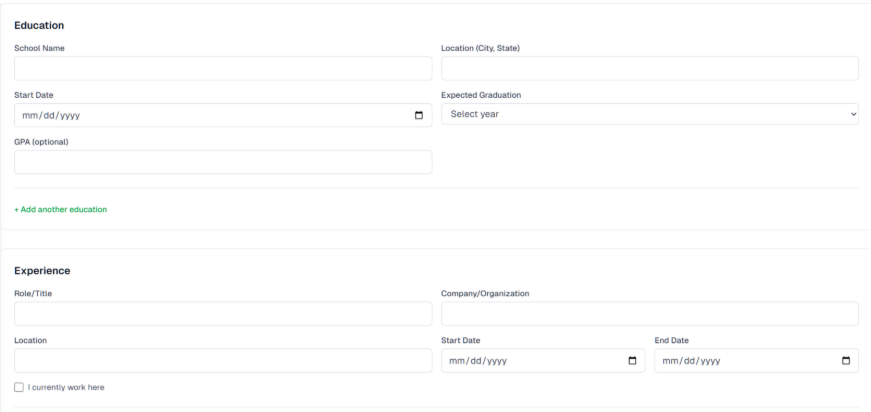 Education
School Name
Location (City, State)
Start Date
Expected Graduation
mm/dd/yyyy
Select year
GPA (optional)
+ Add another education
Experience
Role/Title
Company/Organization
Location
Start Date
End Date
mm/dd/yyyy
mm/dd/yyyy
I currently work here